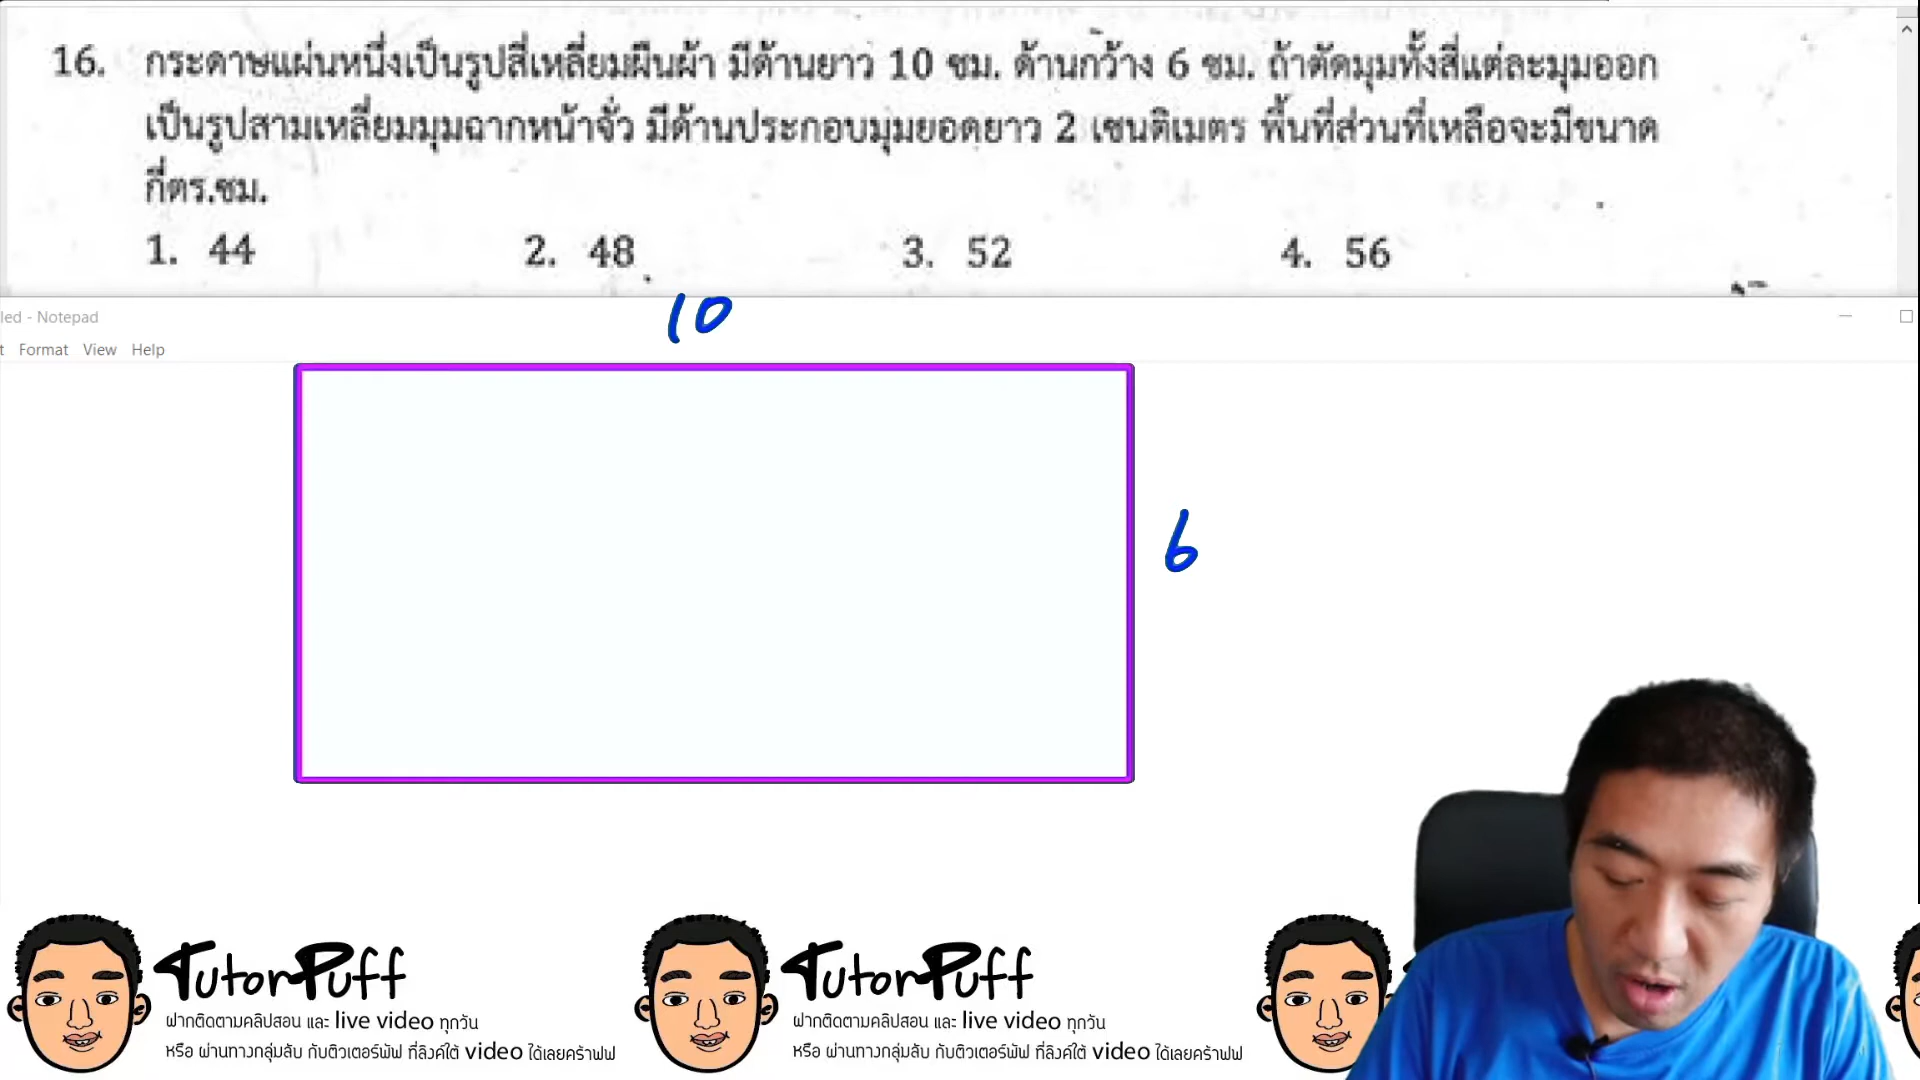 16. กระดาษแผ่นหนึ่งเป็นรูปสี่เหลี่ยมผืนผ้า มีด้านยาว 10 ซม. ด้านกว้าง 6 ซม. ถ้าตัดมุมทั้งสี่แต่ละมุมออก
เป็นรูปสามเหลี่ยมมุมฉากหน้าจั่ว มีด้านประกอบมุมยอดยาว 2 เซนติเมตร พื้นที่ส่วนที่เหลือจะมีขนาด
กี่ตร.ซม.
1. 44 2. 48 3. 52 4. 56
10
led - Notepad
t Format View Help
6
TutorPuff TutorPuff
ฝากติดตามคลิปสอน และ live video ทุกวัน ฝากติดตามคลิปสอน และ live video ทุกวัน
หรือ ผ่านทางกลุ่มลับ กับติวเตอร์พัฟ ที่ลิงค์ใต้ video ได้เลยคร้าฟฟ หรือ ผ่านทางกลุ่มลับ กับติวเตอร์พัฟ ที่ลิงค์ใต้ video ได้เลยคร้าฟฟ